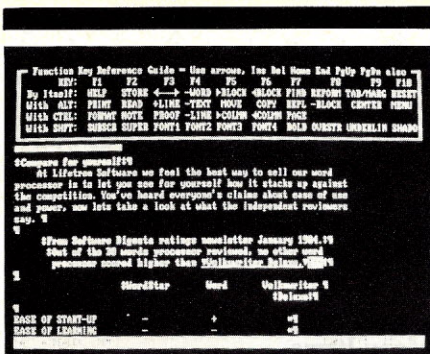 Function Key Reference Guide - Use arrows, Ins Del Home End PgUp PgDn also
KEY: F1 F2 F3 F4 F5 F6 F7 F8 F9 F10
By Itself: HELP STORE -WORD +BLOCK FIND REFORM TAB/MARG RESET
With ALT: PRINT READ +LINE -TEXT MOVE COPY REPL -BLOCK CENTER MENU
With CTRL: FORMAT NOTE PROOF -LINE PAGE
With SHFT: SUBSCR SUPER FONT1 FONT2 FONT3 FONT4 BOLD OVRSTR UNDERLIN SHADO
Compare for yourself!
At Lifetree Software we feel the best way to sell our word
processor is to let you see for yourself how it stacks up against
the competition. You've heard everyone's claims about ease of use
and power, now lets take a look at what the independent reviewers
say. ¶
¶
From Software Digests ratings newsletter January 1984.
Out of the 30 words processor reviewed, no other word
processor scored higher than Volkswriter Deluxe.
¶
WordStar Word Volkswriter ¶
Deluxe
¶
EASE OF START-UP - + =¶
EASE OF LEARNING - - =¶